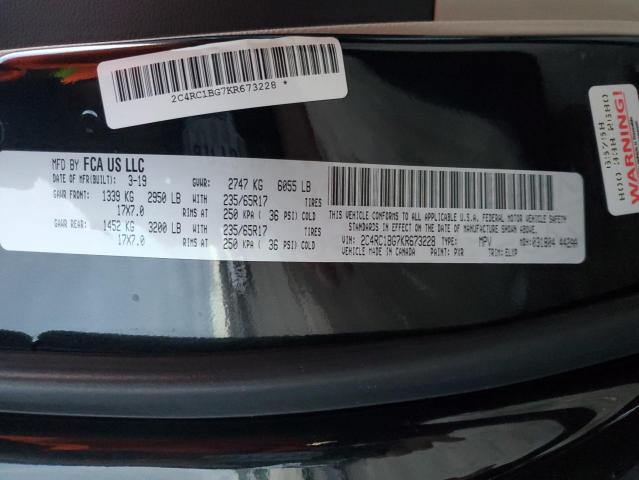 2C4RC1BG7KR673228 *
MFD BY FCA US LLC
DATE OF MFR(BUILT): 3-19 GVWR: 2747 KG 6055 LB
GAWR FRONT: 1339 KG 2950 LB WITH 235/65R17 TIRES
17X7.0 RIMS AT 250 KPA ( 36 PSI) COLD
GAWR REAR: 1452 KG 3200 LB WITH 235/65R17 TIRES
17X7.0 RIMS AT 250 KPA ( 36 PSI) COLD
THIS VEHICLE CONFORMS TO ALL APPLICABLE U.S.A. FEDERAL MOTOR VEHICLE SAFETY
STANDARDS IN EFFECT ON THE DATE OF MANUFACTURE SHOWN ABOVE.
VIN: 2C4RC1BG7KR673228 TYPE: MPV MDH: 031804
VEHICLE MADE IN CANADA PAINT: PXR TRIM:
WARNING!